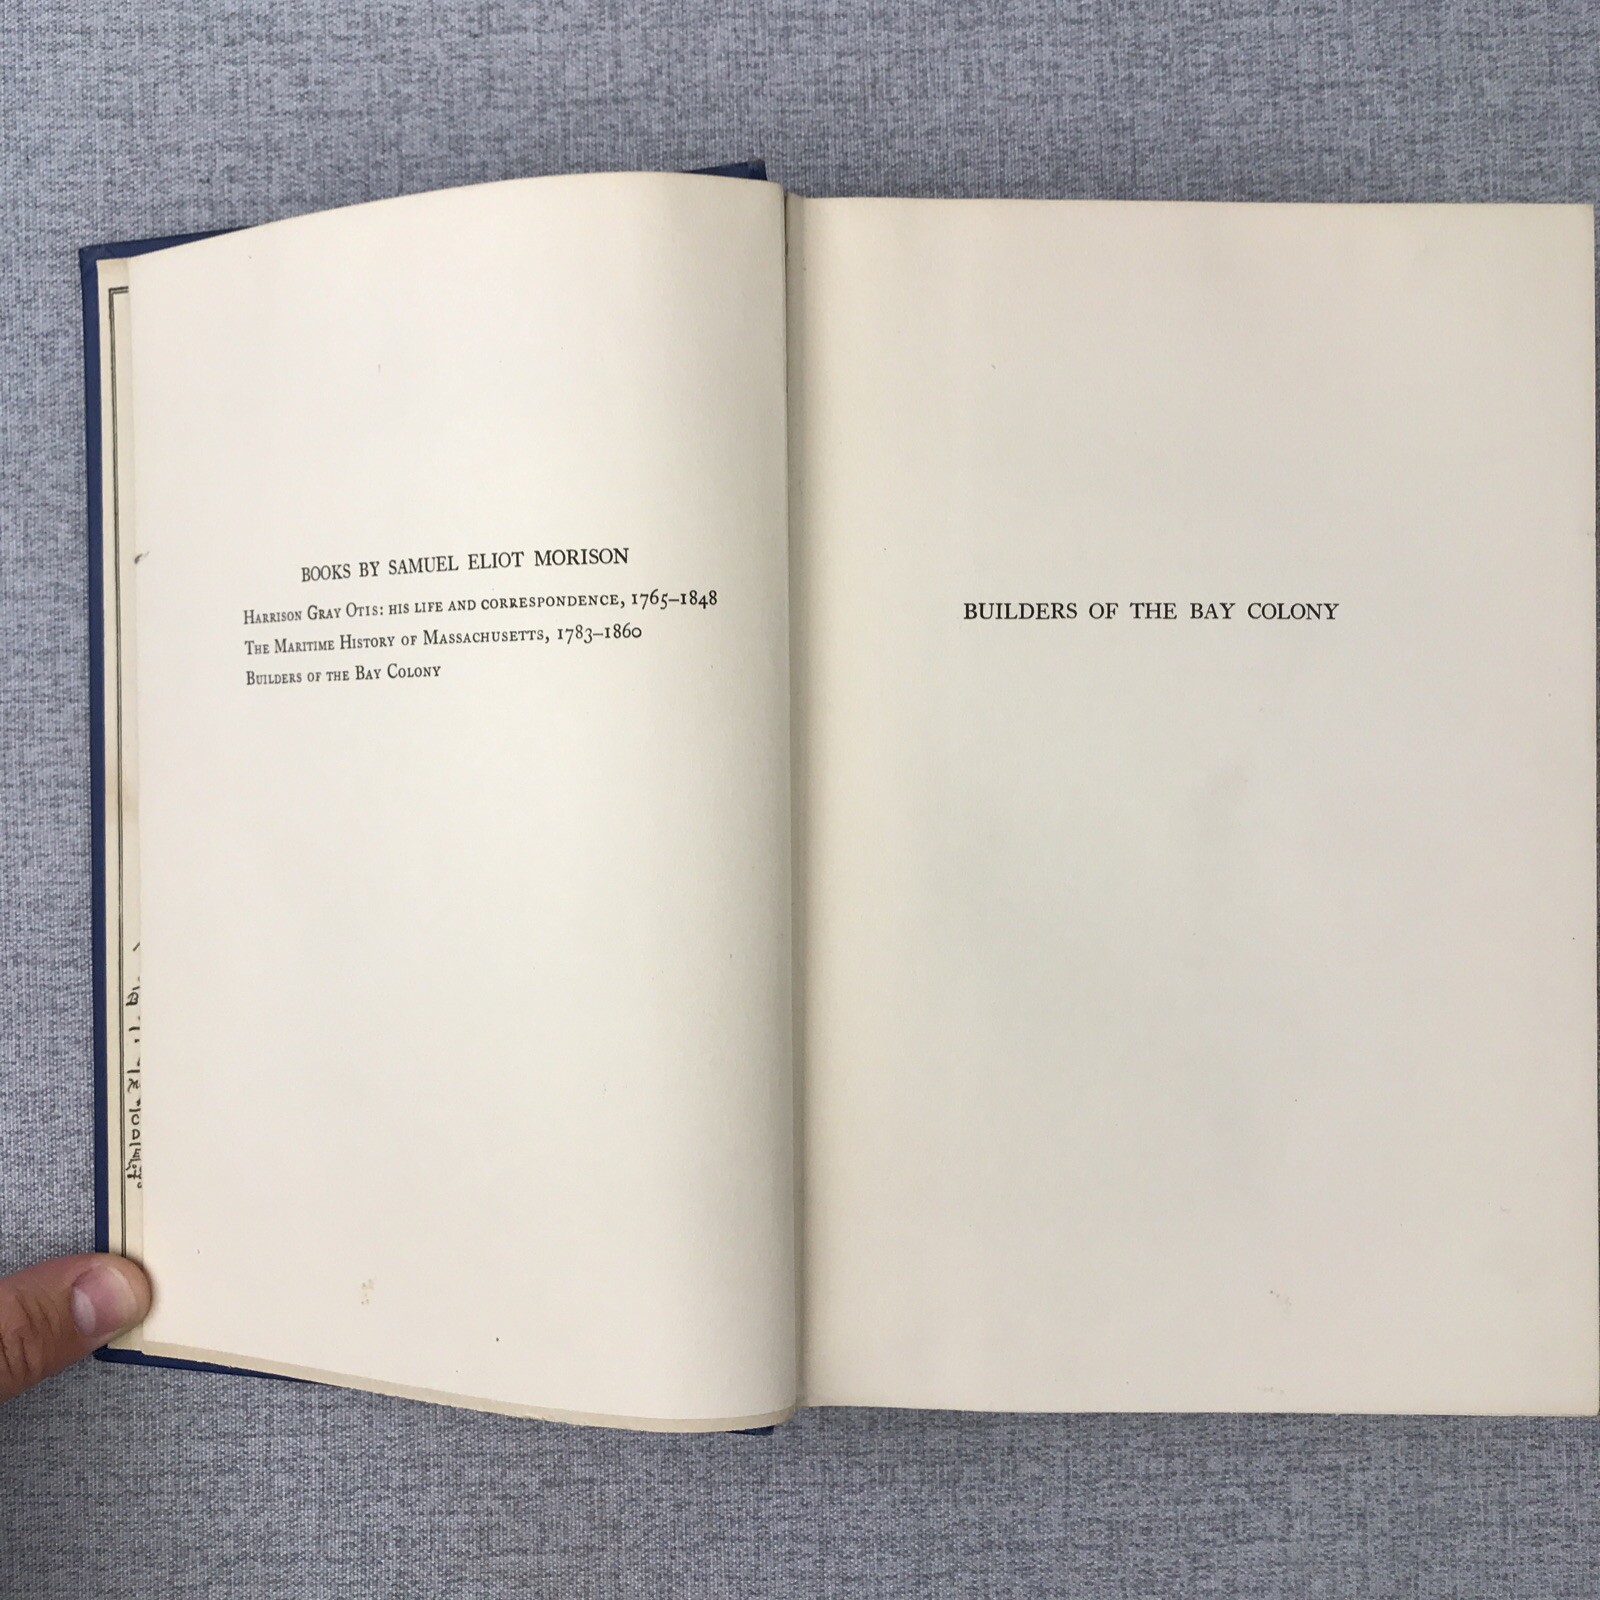 BOOKS BY SAMUEL ELIOT MORISON
HARRISON GRAY OTIS: HIS LIFE AND CORRESPONDENCE, 1765–1848
THE MARITIME HISTORY OF MASSACHUSETTS, 1783–1860
BUILDERS OF THE BAY COLONY
BUILDERS OF THE BAY COLONY